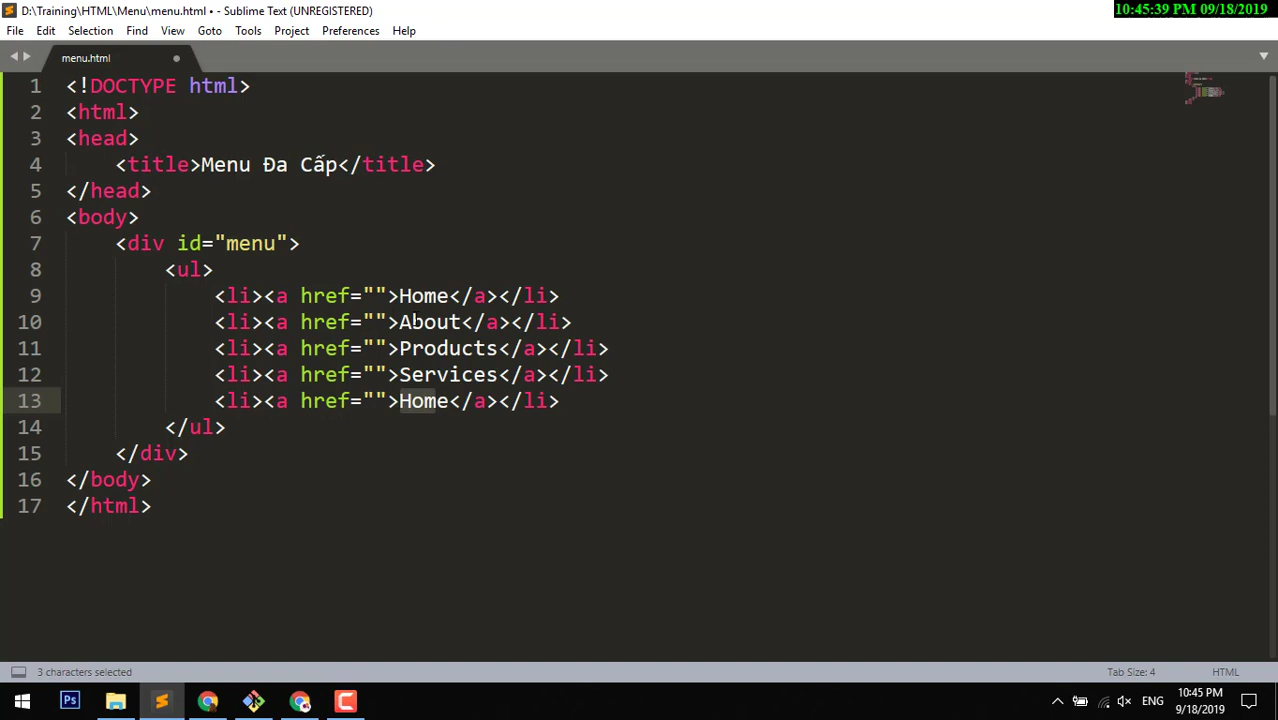 D:\Training\HTML\Menu\menu.html • - Sublime Text (UNREGISTERED)
10:45:39 PM 09/18/2019
File Edit Selection Find View Goto Tools Project Preferences Help
menu.html
1 <!DOCTYPE html>
2 <html>
3 <head>
4 <title>Menu Đa Cấp</title>
5 </head>
6 <body>
7 <div id="menu">
8 <ul>
9 <li><a href="">Home</a></li>
10 <li><a href="">About</a></li>
11 <li><a href="">Products</a></li>
12 <li><a href="">Services</a></li>
13 <li><a href="">Home</a></li>
14 </ul>
15 </div>
16 </body>
17 </html>
3 characters selected Tab Size: 4 HTML
Ps ENG 10:45 PM
9/18/2019